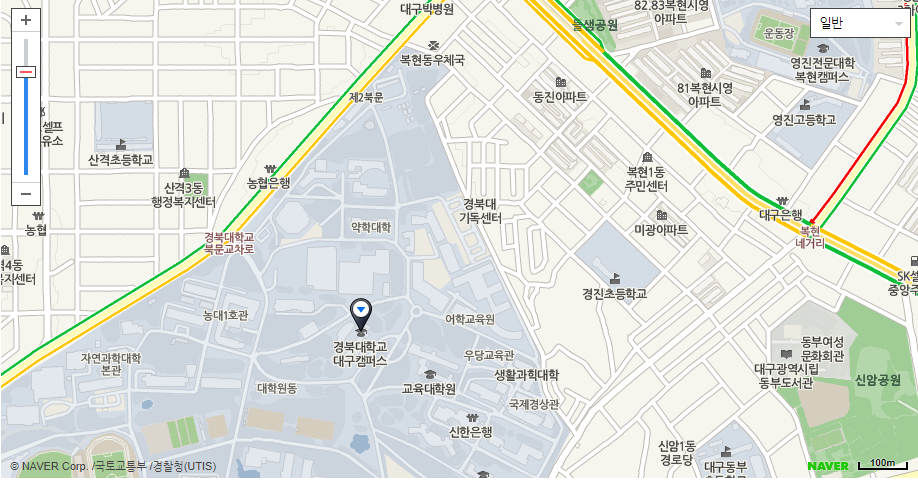 대구박병원
82.83복현시영
아파트
들샘공원
일반
운동장
영진전문대학
복현캠퍼스
복현동우체국
81복현시영
아파트
동진아파트
제2북문
영진고등학교
셀프
유소
산격초등학교
산격3동
행정복지센터
농협은행
복현1동
주민센터
경북대
기독센터
대구은행
농협
약학대학
미광아파트
복현
네거리
경북대학교
북문교차로
격4동
복지센터
SK셀
중앙주
경진초등학교
농대1호관
어학교육원
경북대학교
대구캠퍼스
우당교육관
동부여성
문화회관
자연과학대학
본관
생활과학대학
대구광역시립
동부도서관
신암공원
대학원동
교육대학원
국제경상관
신한은행
신암1동
경로당
대구동부
© NAVER Corp. /국토교통부 /경찰청(UTIS)
NAVER
100m